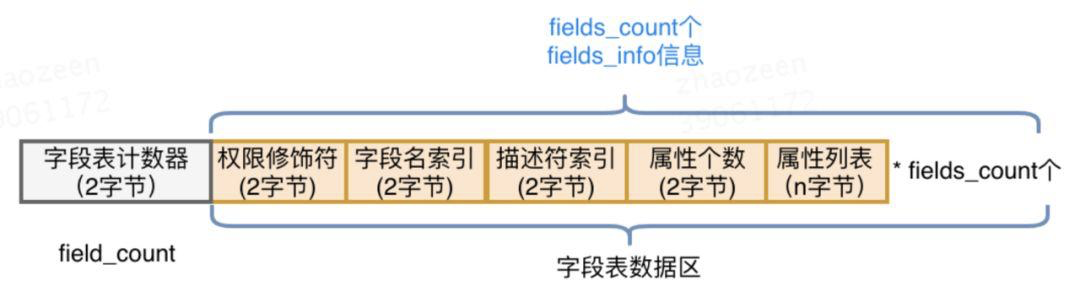 fields_count个
fields_info信息
zhaozeen
39061172
haozeen
9061172
字段表计数器
（2字节）
权限修饰符
(2字节)
字段名索引
(2字节)
描述符索引
(2字节)
属性个数
(2字节)
属性列表
（n字节）
* fields_count个
field_count
字段表数据区